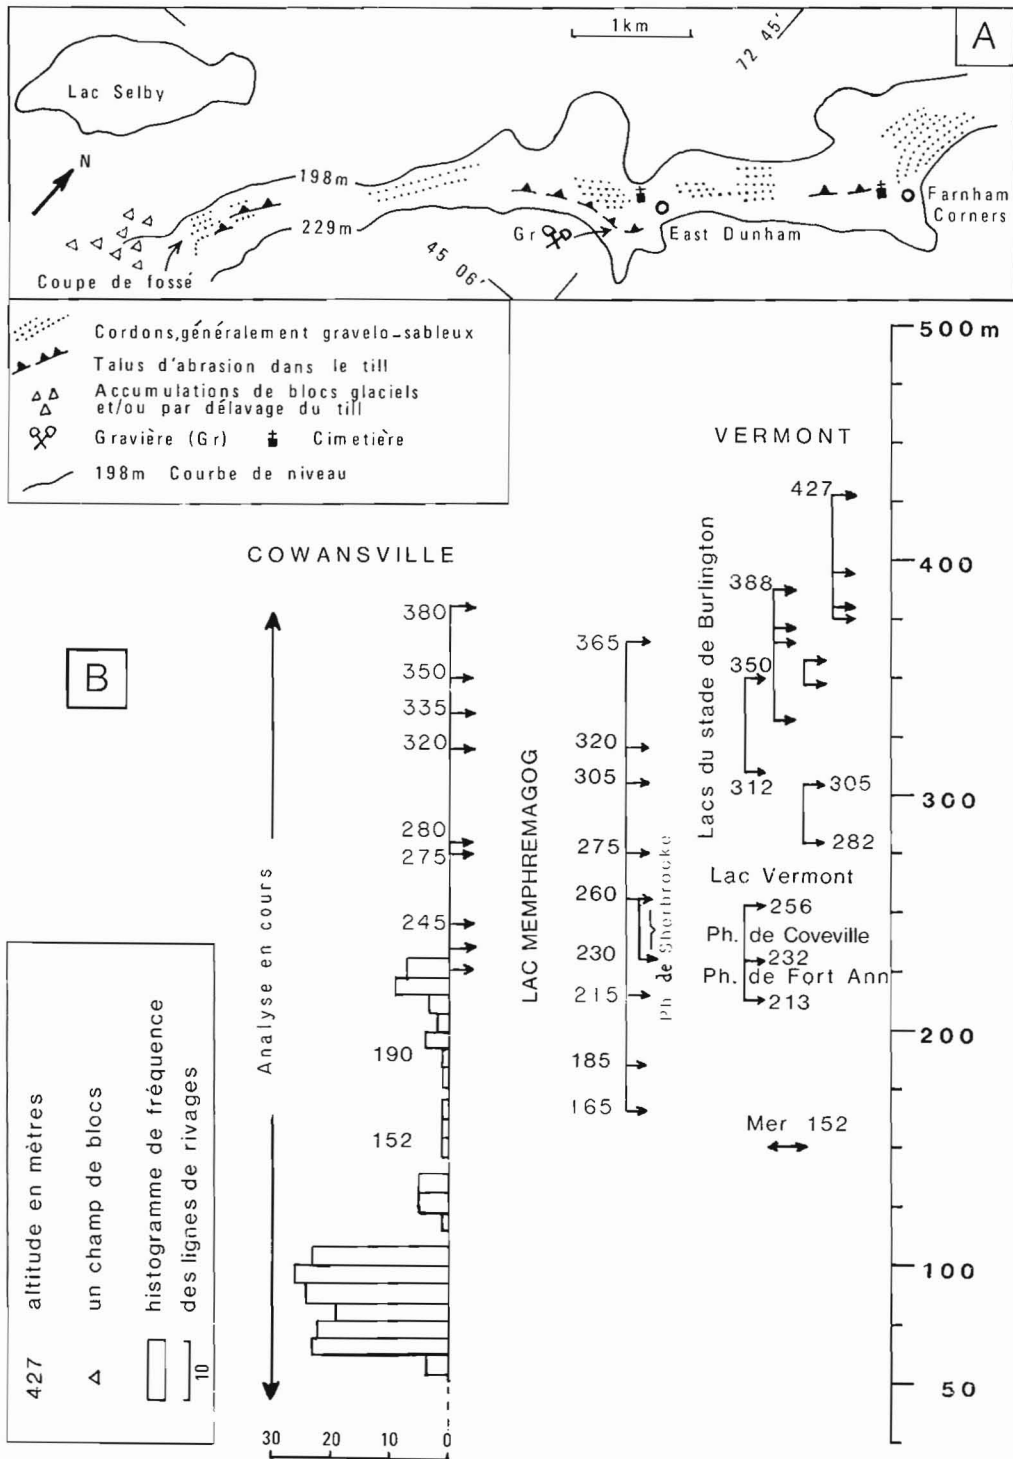 1km
72 45'
A
Lac Selby
N
198m
229m
Gr
East Dunham
Farnham
Corners
45 06'
Coupe de fossé
Cordons,généralement gravelo-sableux
Talus d'abrasion dans le till
Accumulations de blocs glaciels
et/ou par délavage du till
Gravière (Gr)
Cimetière
198m Courbe de niveau
B
COWANSVILLE
Analyse en cours
380
350
335
320
280
275
245
190
152
30
20
10
0
LAC MEMPHREMAGOG
365
320
305
275
260
230
215
185
165
Ph de Sherbrooke
VERMONT
Lacs du stade de Burlington
427
388
350
312
305
282
Lac Vermont
256
Ph. de Coveville
232
Ph. de Fort Ann
213
Mer 152
500m
400
300
200
100
50
427
altitude en mètres
un champ de blocs
histogramme de fréquence
des lignes de rivages
10